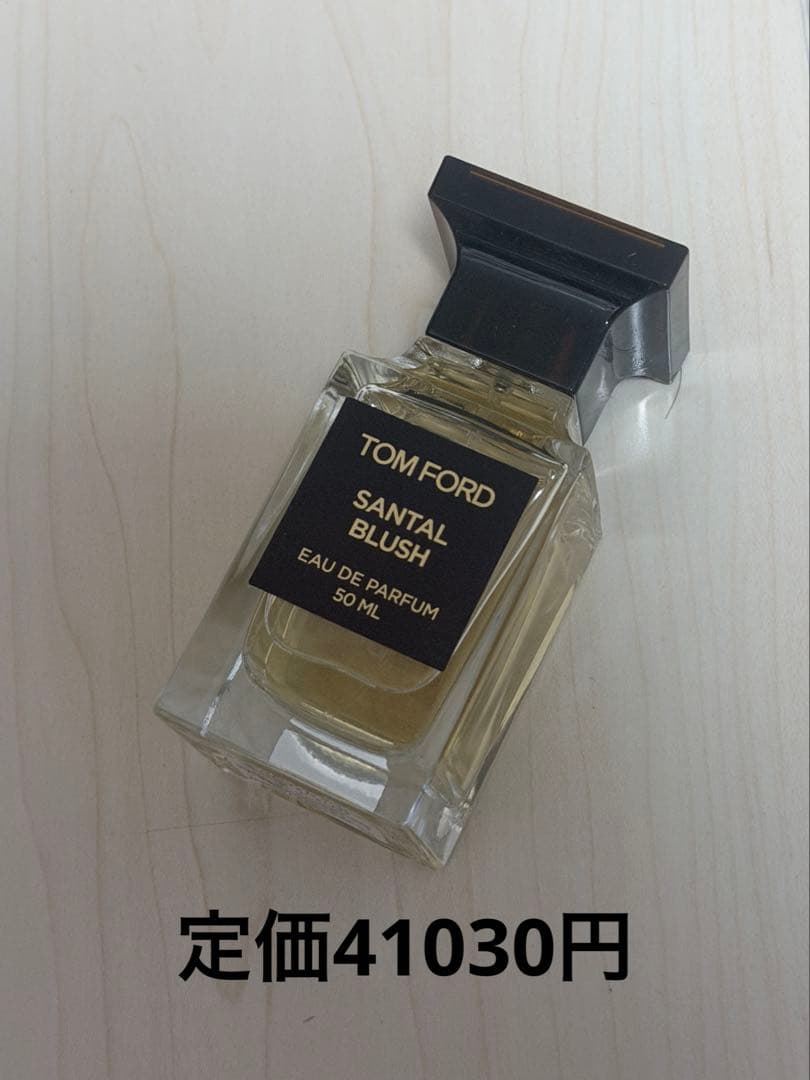 TOM FORD
SANTAL
BLUSH
EAU DE PARFUM
50 ML
定価41030円